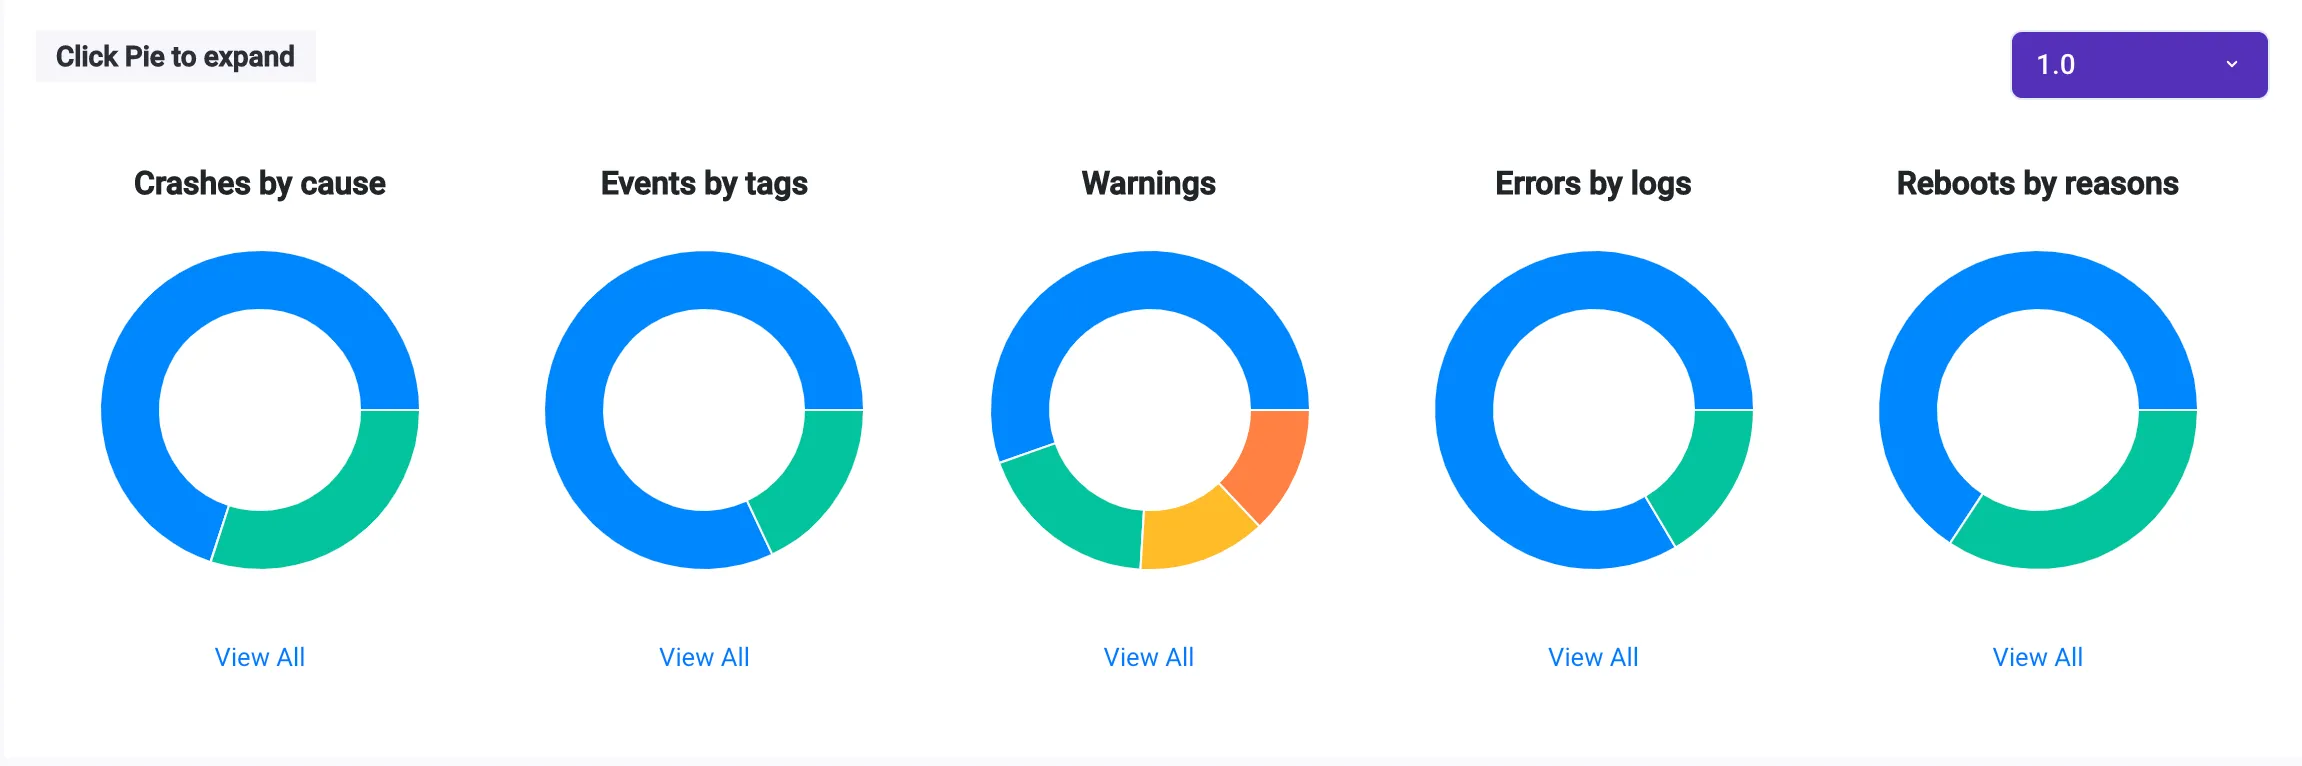 Click Pie to expand
1.0
Crashes by cause
Events by tags
Warnings
Errors by logs
Reboots by reasons
View All
View All
View All
View All
View All